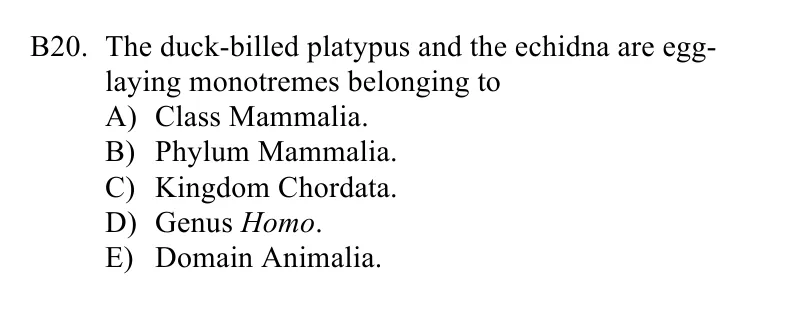 B20. The duck-billed platypus and the echidna are egg-
laying monotremes belonging to
A) Class Mammalia.
B) Phylum Mammalia.
C) Kingdom Chordata.
D) Genus Homo.
E) Domain Animalia.